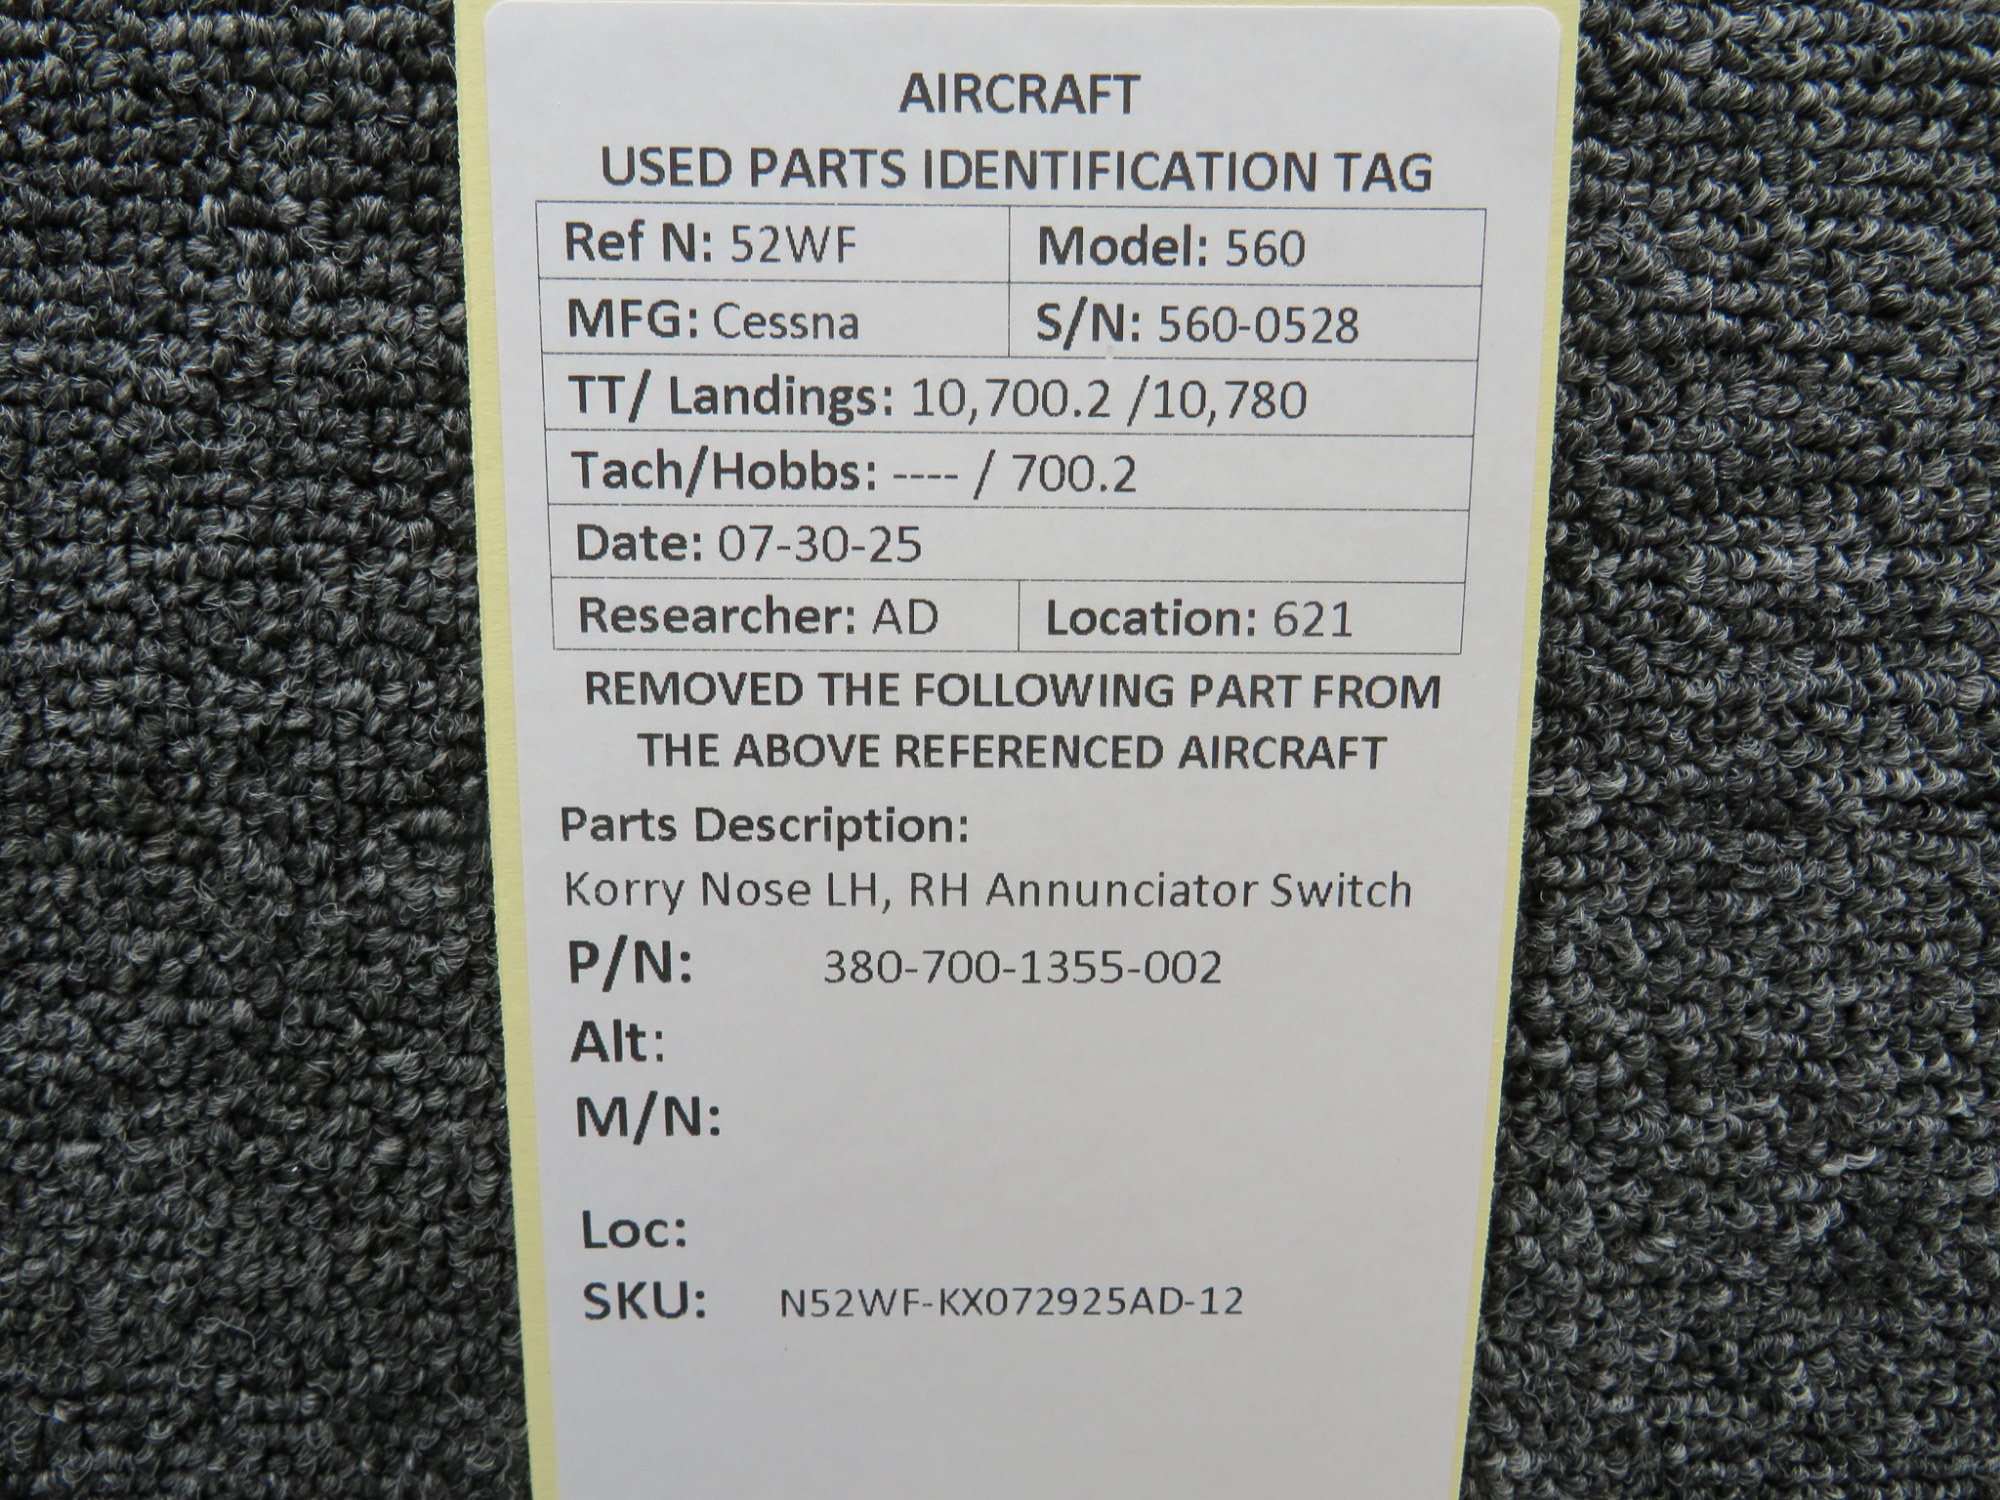 AIRCRAFT
USED PARTS IDENTIFICATION TAG
Ref N: 52WF Model: 560
MFG: Cessna S/N: 560-0528
TT/ Landings: 10,700.2 /10,780
Tach/Hobbs: ---- / 700.2
Date: 07-30-25
Researcher: AD Location: 621
REMOVED THE FOLLOWING PART FROM
THE ABOVE REFERENCED AIRCRAFT
Parts Description:
Korry Nose LH, RH Annunciator Switch
P/N: 380-700-1355-002
Alt:
M/N:
Loc:
SKU: N52WF-KX072925AD-12